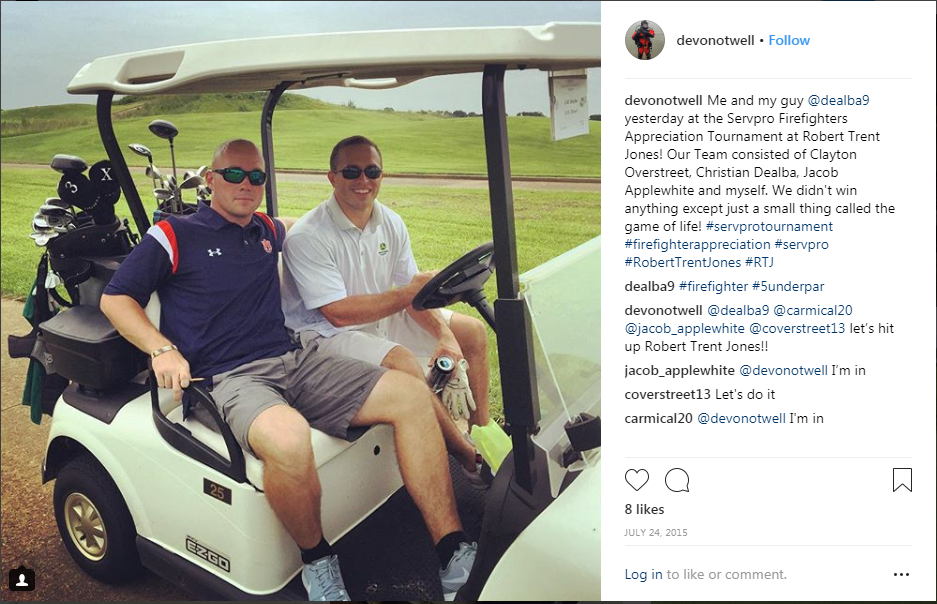 devonotwell • Follow
devonotwell Me and my guy @dealba9
yesterday at the Servpro Firefighters
Appreciation Tournament at Robert Trent
Jones! Our Team consisted of Clayton
Overstreet, Christian Dealba, Jacob
Applewhite and myself. We didn't win
anything except just a small thing called the
game of life! #servprotournament
#firefighterappreciation #servpro
#RobertTrentJones #RTJ
dealba9 #firefighter #5underpar
devonotwell @dealba9 @carmical20
@jacob_applewhite @coverstreet13 let's hit
up Robert Trent Jones!!
jacob_applewhite @devonotwell I'm in
coverstreet13 Let's do it
carmical20 @devonotwell I'm in
8 likes
JULY 24, 2015
Log in to like or comment.
3
X
25
EZGO